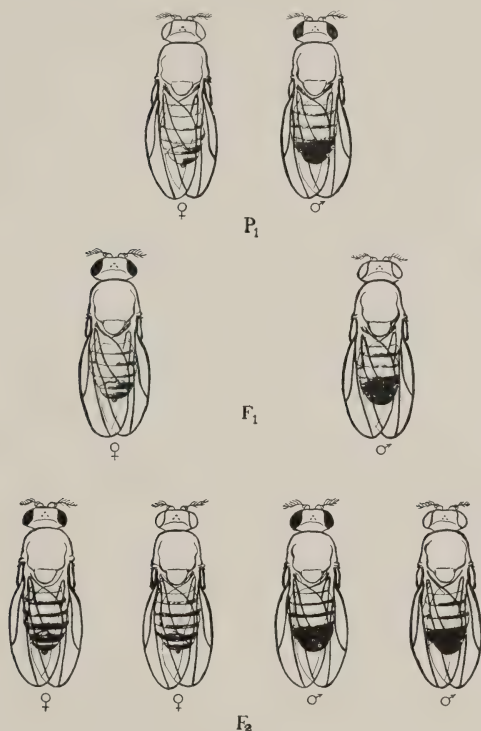 ♀ ♂
P1
♀ F1 ♂
♀ ♀ ♂ ♂
F2